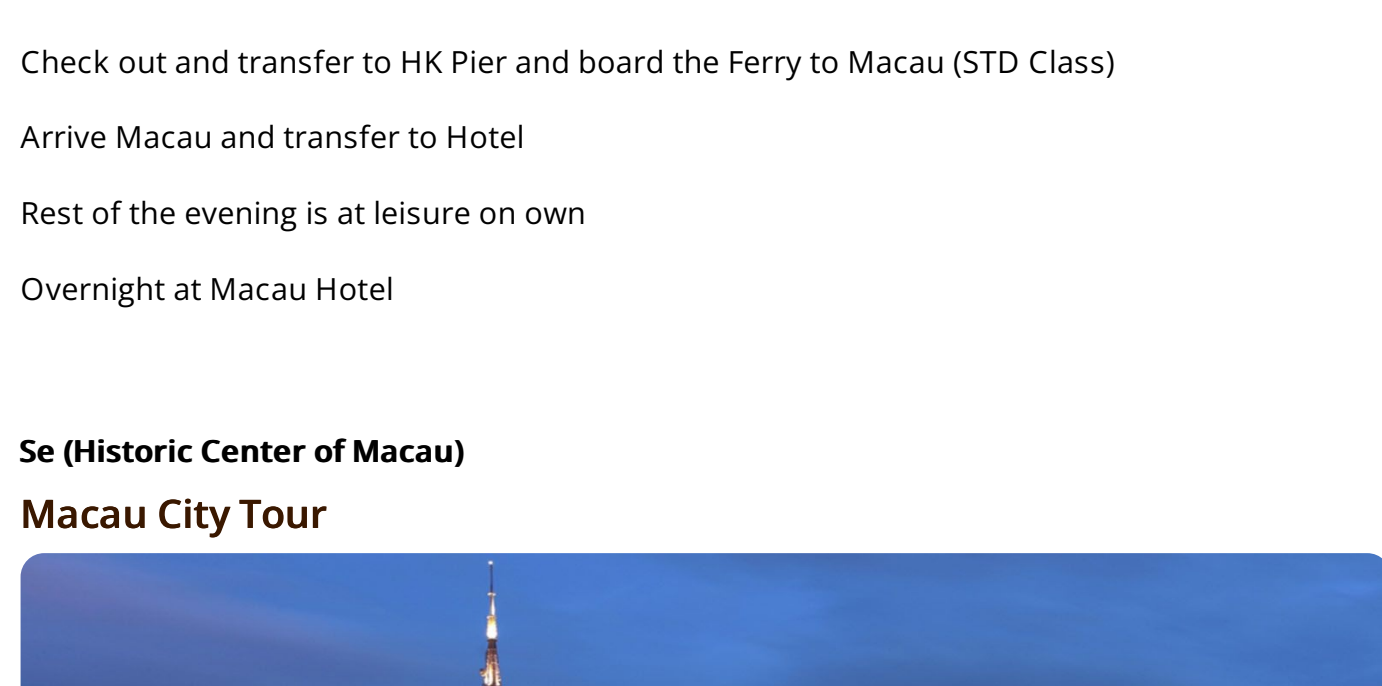 Check out and transfer to HK Pier and board the Ferry to Macau (STD Class)
Arrive Macau and transfer to Hotel
Rest of the evening is at leisure on own
Overnight at Macau Hotel
Se (Historic Center of Macau)
Macau City Tour